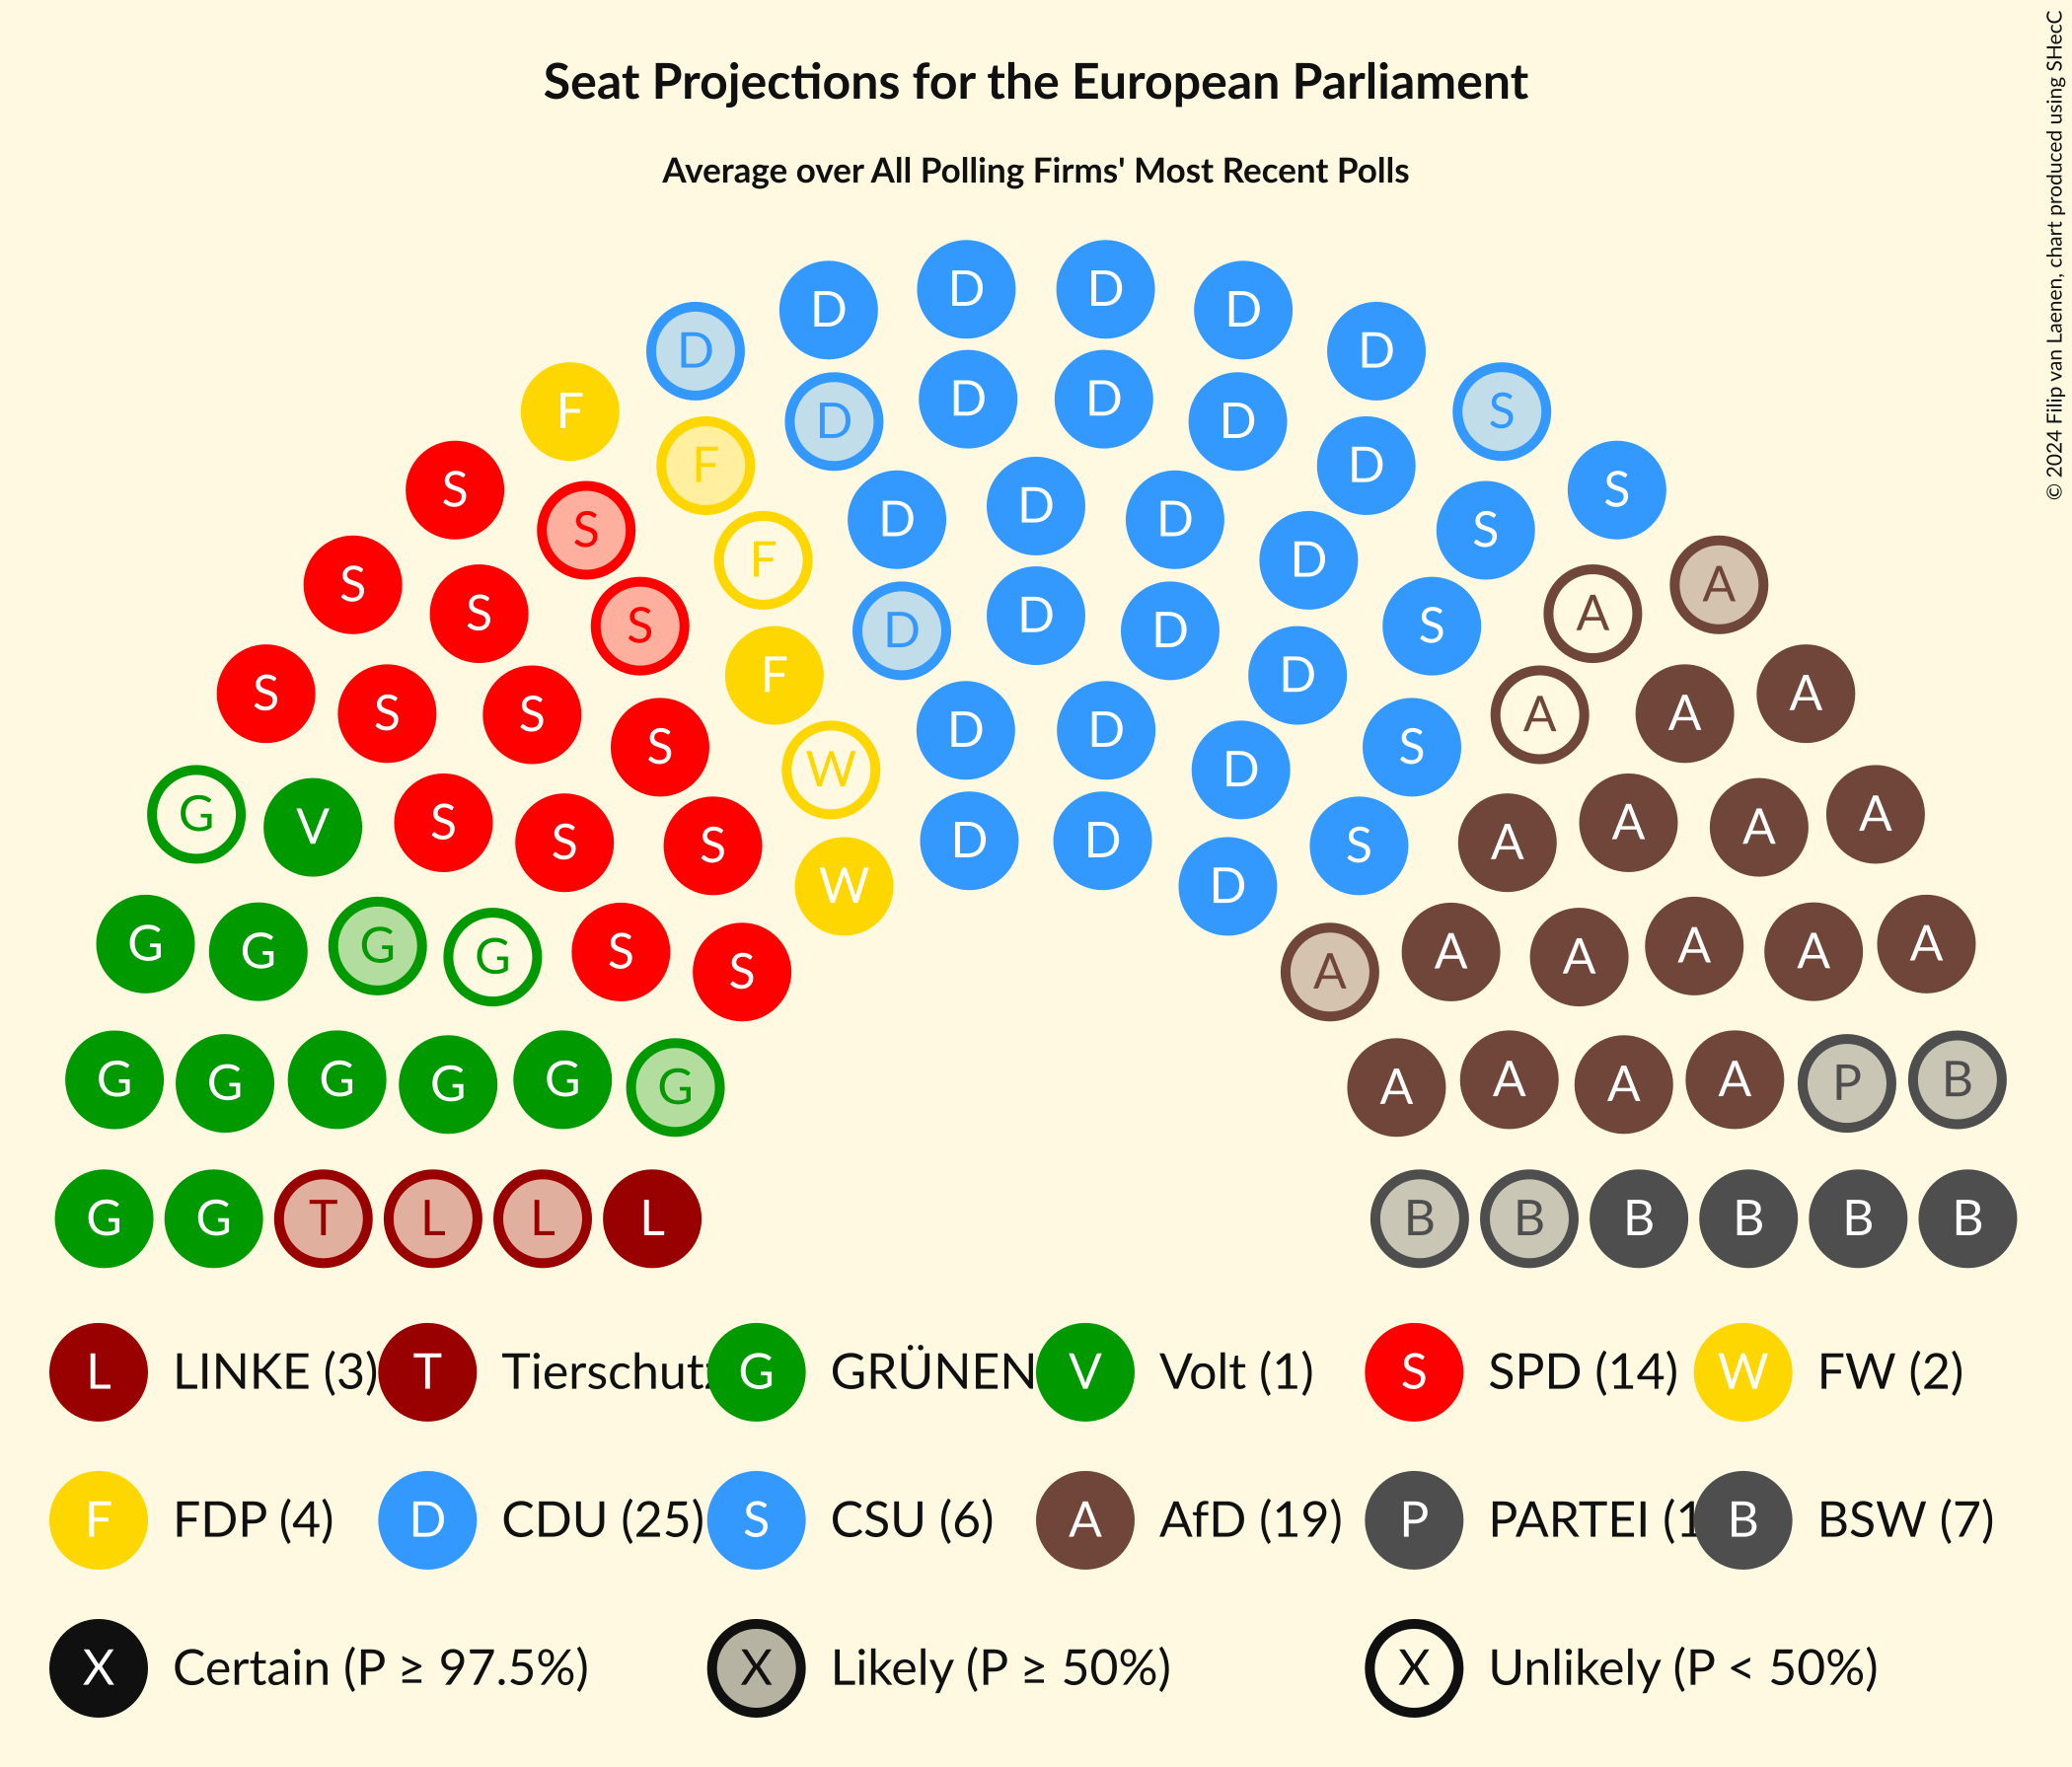 Seat Projections for the European Parliament
Average over All Polling Firms' Most Recent Polls
© 2024 Filip van Laenen, chart produced using SHecC
D D D D
D D
F D D D D S
S F D S
S D D D S
S F D A
S S D D D S A
S F D A
S S S D D S A A
W D
G V S S S D D S A A A A
W D
G G G G S S A A A A A A
G G G G G G A A A A P B
G G T L L L B B B B B B
L LINKE (3) T Tierschutz G GRÜNEN V Volt (1) S SPD (14) W FW (2)
F FDP (4) D CDU (25) S CSU (6) A AfD (19) P PARTEI (1 B BSW (7)
X Certain (P ≥ 97.5%) X Likely (P ≥ 50%) X Unlikely (P < 50%)